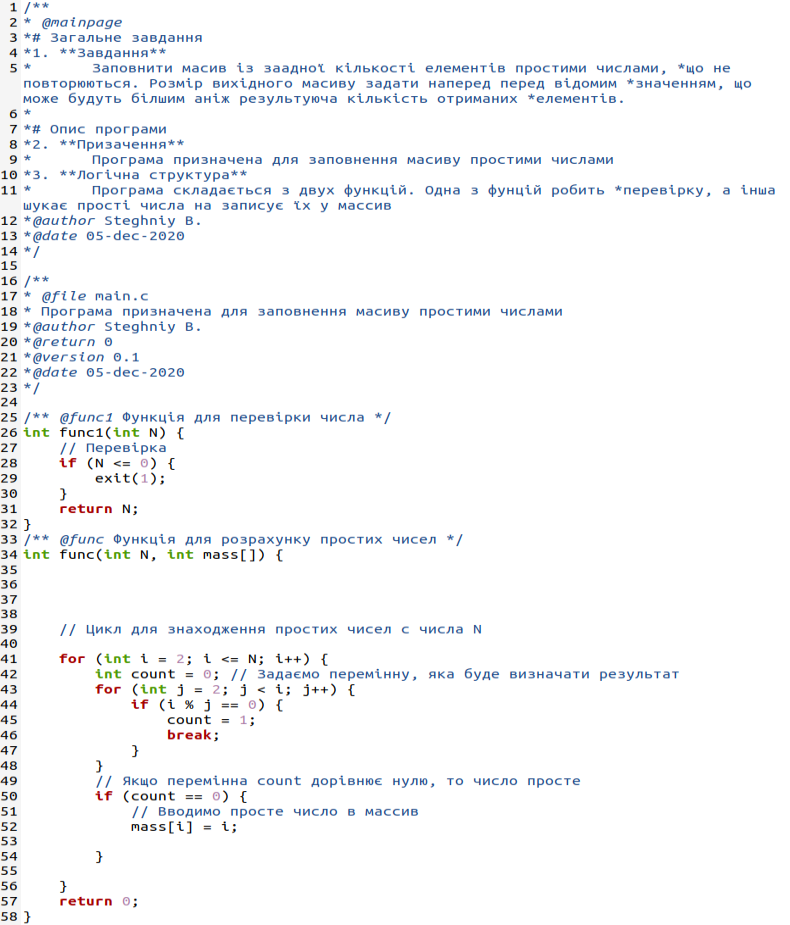 1 /**
2 * @mainpage
3 *# Загальне завдання
4 *1. **Завдання**
5 *       Заповнити масив із заадної кількості елементів простими числами, *що не
повторюються. Розмір вихідного масиву задати наперед перед відомим *значенням, що
може будуть білшим аніж результуюча кількість отриманих *елементів.
6 *
7 *# Опис програми
8 *2. **Призачення**
9 *       Програма призначена для заповнення масиву простими числами
10 *3. **Логічна структура**
11 *       Програма складається з двух функцій. Одна з фунцій робить *перевірку, а інша
шукає прості числа на записує їх у массив
12 *@author Steghniy B.
13 *@date 05-dec-2020
14 */
15
16 /**
17 * @file main.c
18 * Програма призначена для заповнення масиву простими числами
19 *@author Steghniy B.
20 *@return 0
21 *@version 0.1
22 *@date 05-dec-2020
23 */
24
25 /** @func1 Функція для перевірки числа */
26 int func1(int N) {
27     // Перевірка
28     if (N <= 0) {
29         exit(1);
30     }
31     return N;
32 }
33 /** @func Функція для розрахунку простих чисел */
34 int func(int N, int mass[]) {
35
36
37
38
39     // Цикл для знаходження простих чисел с числа N
40
41     for (int i = 2; i <= N; i++) {
42         int count = 0; // Задаємо перемінну, яка буде визначати результат
43         for (int j = 2; j < i; j++) {
44             if (i % j == 0) {
45                 count = 1;
46                 break;
47             }
48         }
49         // Якщо перемінна count дорівнює нулю, то число просте
50         if (count == 0) {
51             // Вводимо просте число в массив
52             mass[i] = i;
53
54         }
55
56     }
57     return 0;
58 }